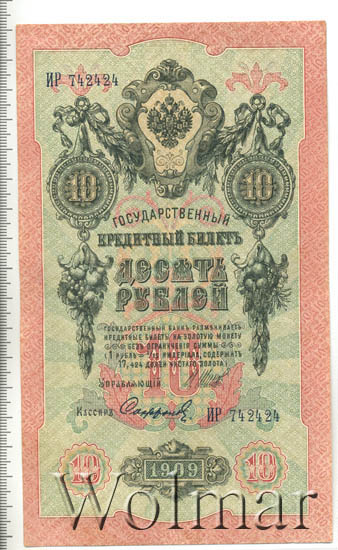 ИР 742424
10 10
ГОСУДАРСТВЕННЫЙ
КРЕДИТНЫЙ БИЛЕТЪ
ДЕСЯТЬ
РУБЛЕЙ
ГОСУДАРСТВЕННЫЙ БАНКЪ РАЗМѢНИВАЕТЪ
КРЕДИТНЫЕ БИЛЕТЫ НА ЗОЛОТУЮ МОНЕТУ
БЕЗЪ ОГРАНИЧЕНІЯ СУММЫ
(1 РУБЛЬ = 1/15 ИМПЕРІАЛА, СОДЕРЖИТЪ
17,424 ДОЛЕЙ ЧИСТАГО ЗОЛОТА)
10
УПРАВЛЯЮЩІЙ
Кассиръ
ИР 742424
10 1909 10
Wolmar